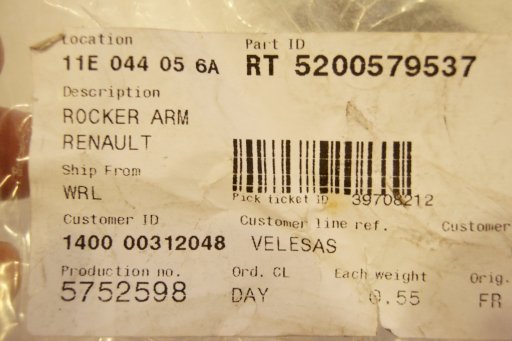 Location Part ID
11E 044 05 6A RT 5200579537
Description
ROCKER ARM
RENAULT
Ship From
WRL Pick ticket ID 39708212
Customer ID Customer line ref. Customer
1400 00312048 VELESAS
Production no. Ord. CL Each weight Orig.
5752598 DAY 0.55 FR